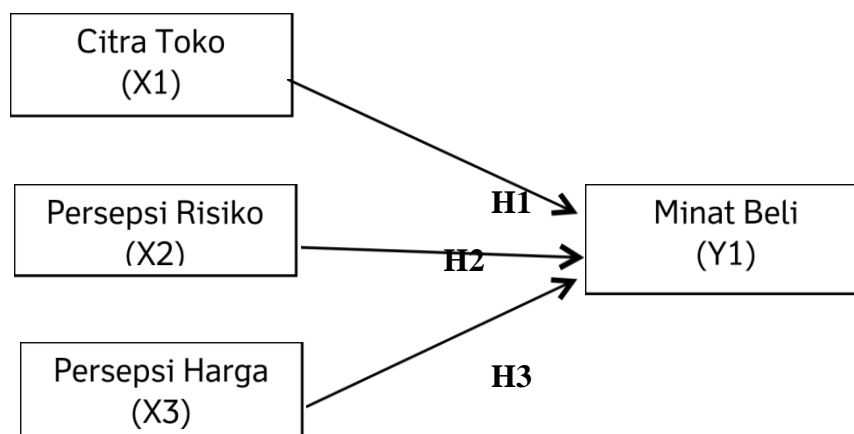 Citra Toko
(X1)
H1
Persepsi Risiko
(X2)
H2
Minat Beli
(Y1)
Persepsi Harga
(X3)
H3